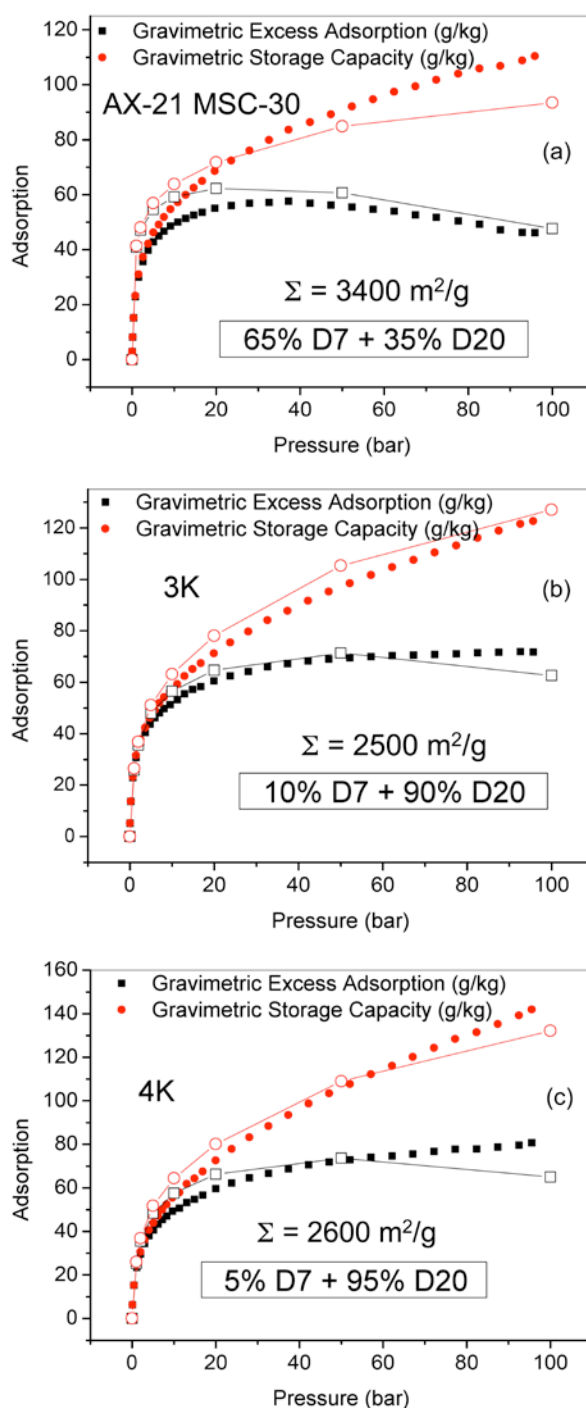 120
100
80
60
40
20
0
Adsorption
Gravimetric Excess Adsorption (g/kg)
Gravimetric Storage Capacity (g/kg)
AX-21 MSC-30
(a)
Σ = 3400 m²/g
65% D7 + 35% D20
0 20 40 60 80 100
Pressure (bar)
120
100
80
60
40
20
0
Adsorption
Gravimetric Excess Adsorption (g/kg)
Gravimetric Storage Capacity (g/kg)
3K
(b)
Σ = 2500 m²/g
10% D7 + 90% D20
0 20 40 60 80 100
Pressure (bar)
160
140
120
100
80
60
40
20
0
Adsorption
Gravimetric Excess Adsorption (g/kg)
Gravimetric Storage Capacity (g/kg)
4K
(c)
Σ = 2600 m²/g
5% D7 + 95% D20
0 20 40 60 80 100
Pressure (bar)